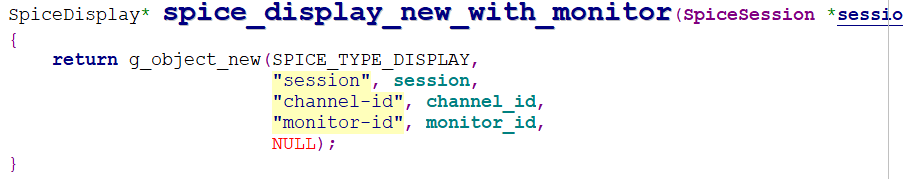 SpiceDisplay* spice_display_new_with_monitor(SpiceSession *sessio
{
    return g_object_new(SPICE_TYPE_DISPLAY,
                        "session", session,
                        "channel-id", channel_id,
                        "monitor-id", monitor_id,
                        NULL);
}